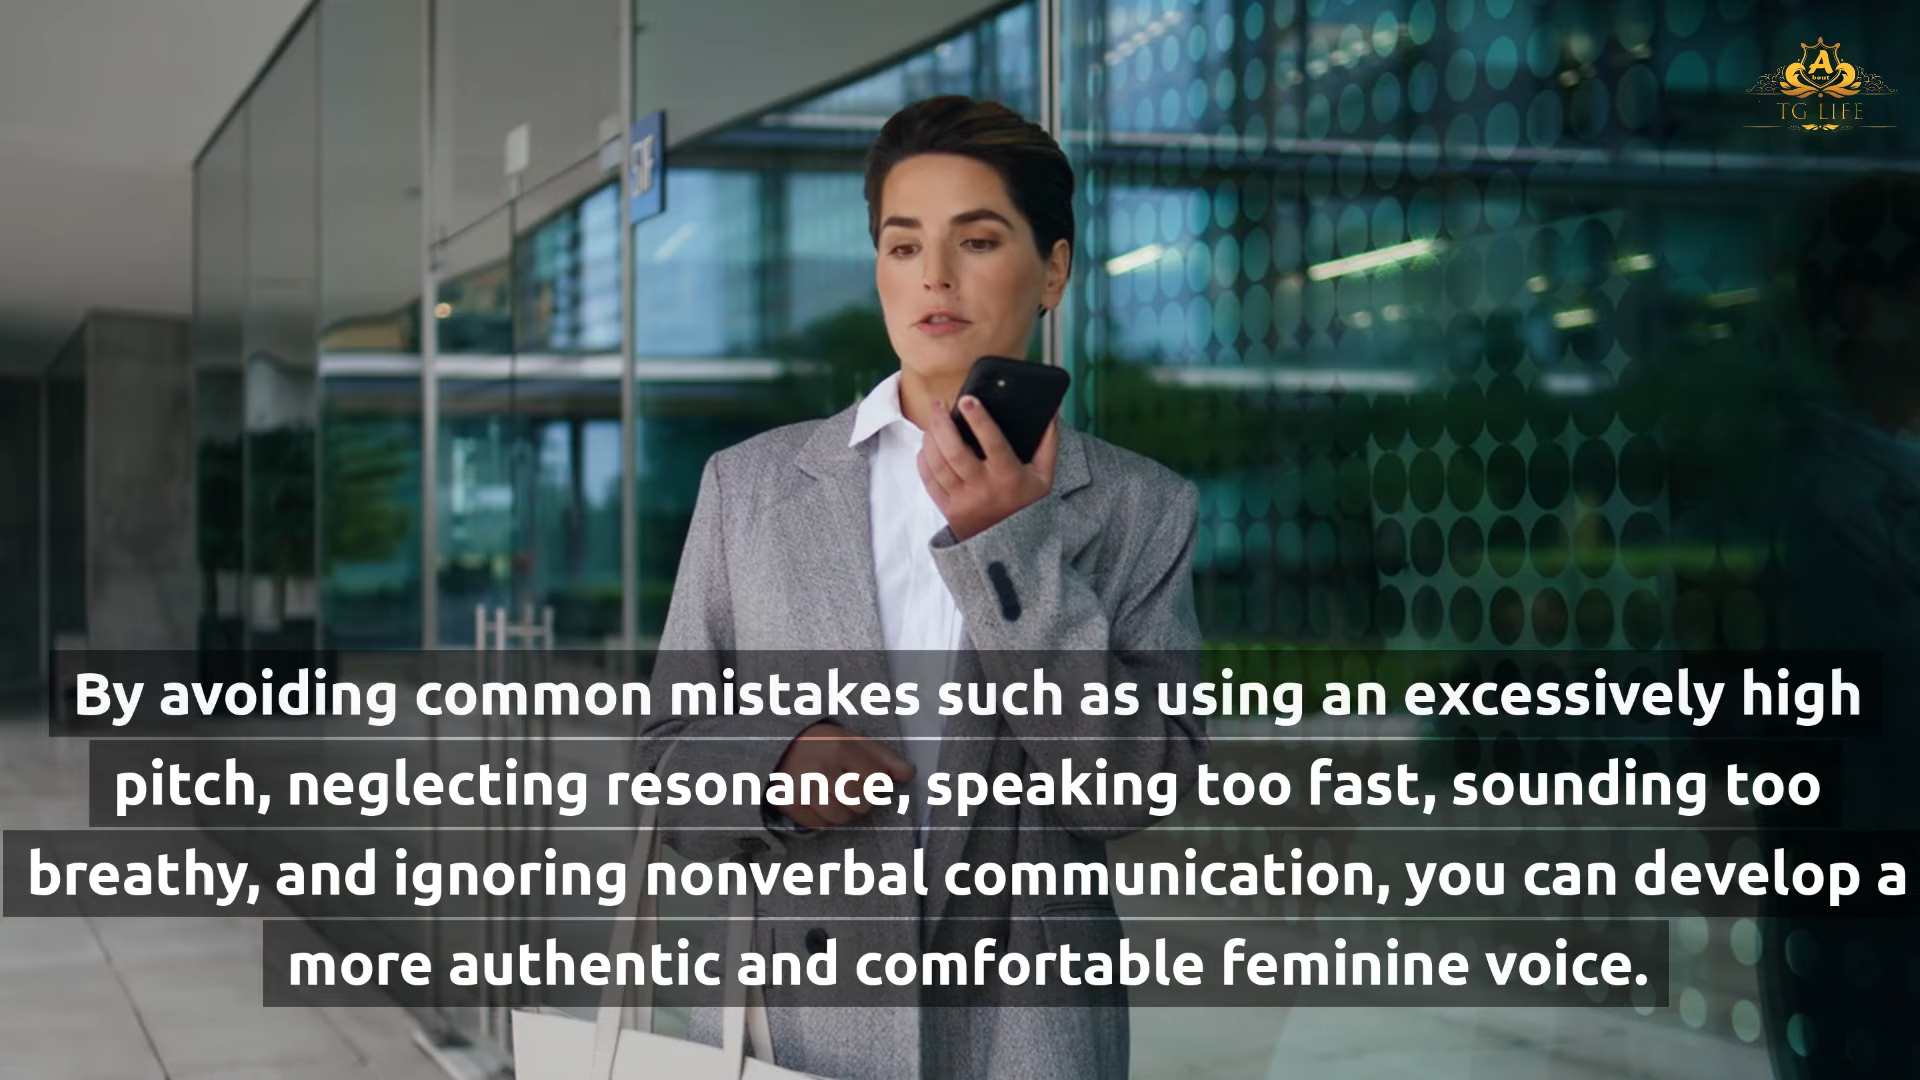 A
bout
TG LIFE
By avoiding common mistakes such as using an excessively high
pitch, neglecting resonance, speaking too fast, sounding too
breathy, and ignoring nonverbal communication, you can develop a
more authentic and comfortable feminine voice.